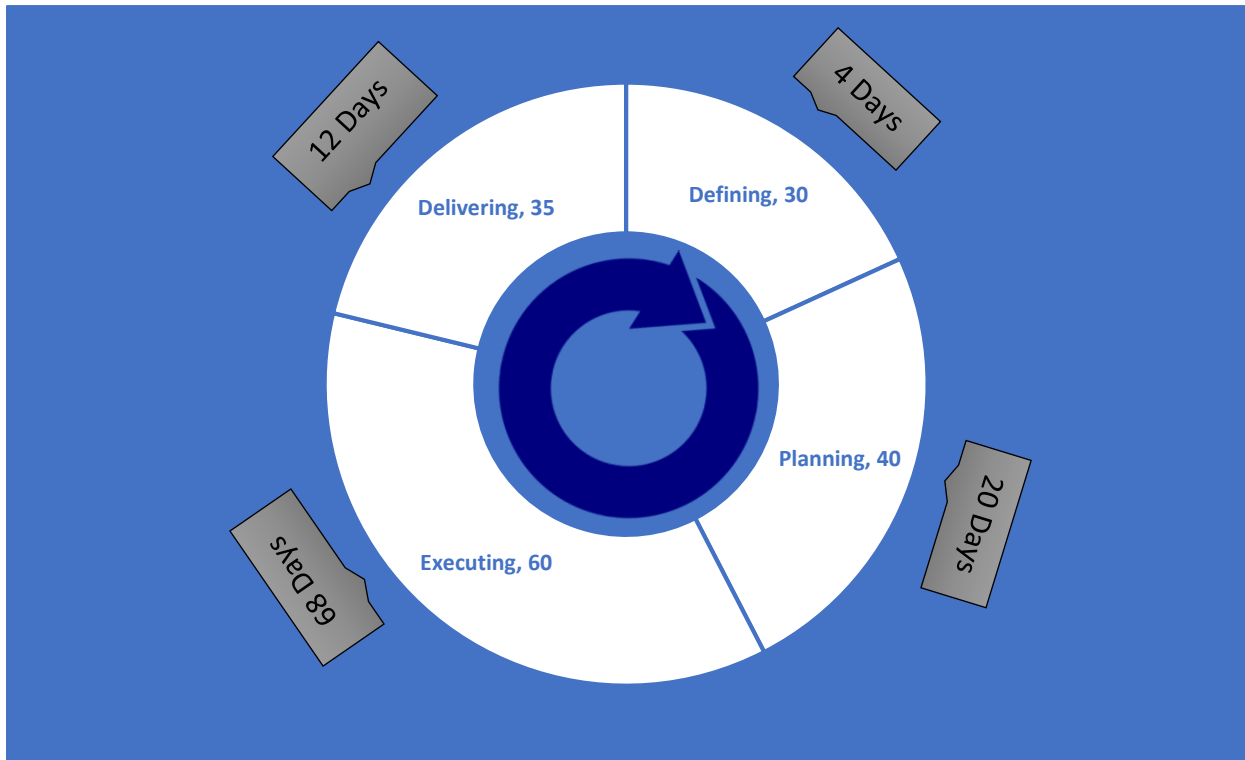 12 Days
4 Days
Delivering, 35
Defining, 30
Planning, 40
20 Days
Executing, 60
68 Days